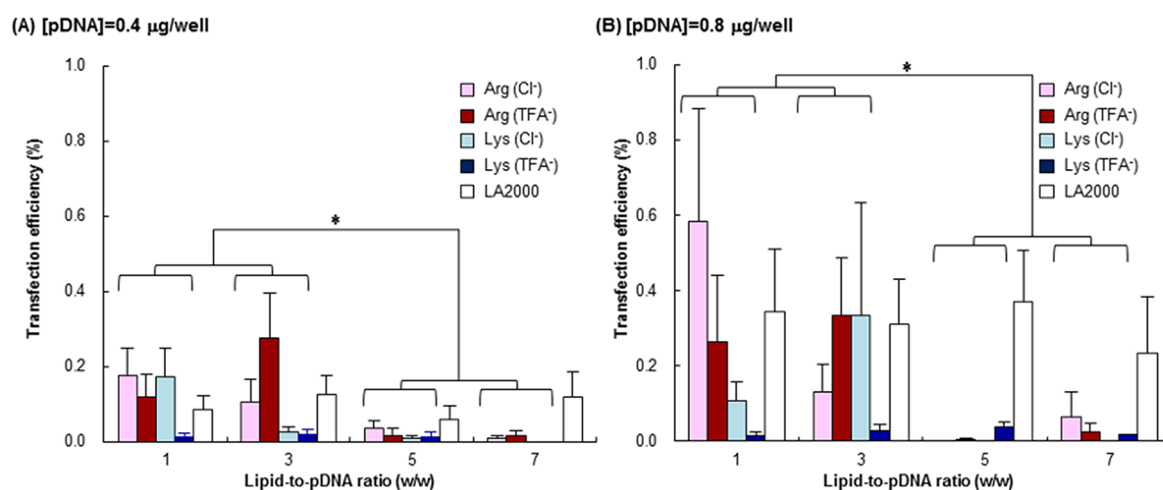 (A) [pDNA]=0.4 µg/well
1.0
0.8
0.6
0.4
0.2
0.0
Transfection efficiency (%)
Arg (Cl-)
Arg (TFA-)
Lys (Cl-)
Lys (TFA-)
LA2000
*
1 3 5 7
Lipid-to-pDNA ratio (w/w)
(B) [pDNA]=0.8 µg/well
1.0
0.8
0.6
0.4
0.2
0.0
Transfection efficiency (%)
Arg (Cl-)
Arg (TFA-)
Lys (Cl-)
Lys (TFA-)
LA2000
*
1 3 5 7
Lipid-to-pDNA ratio (w/w)